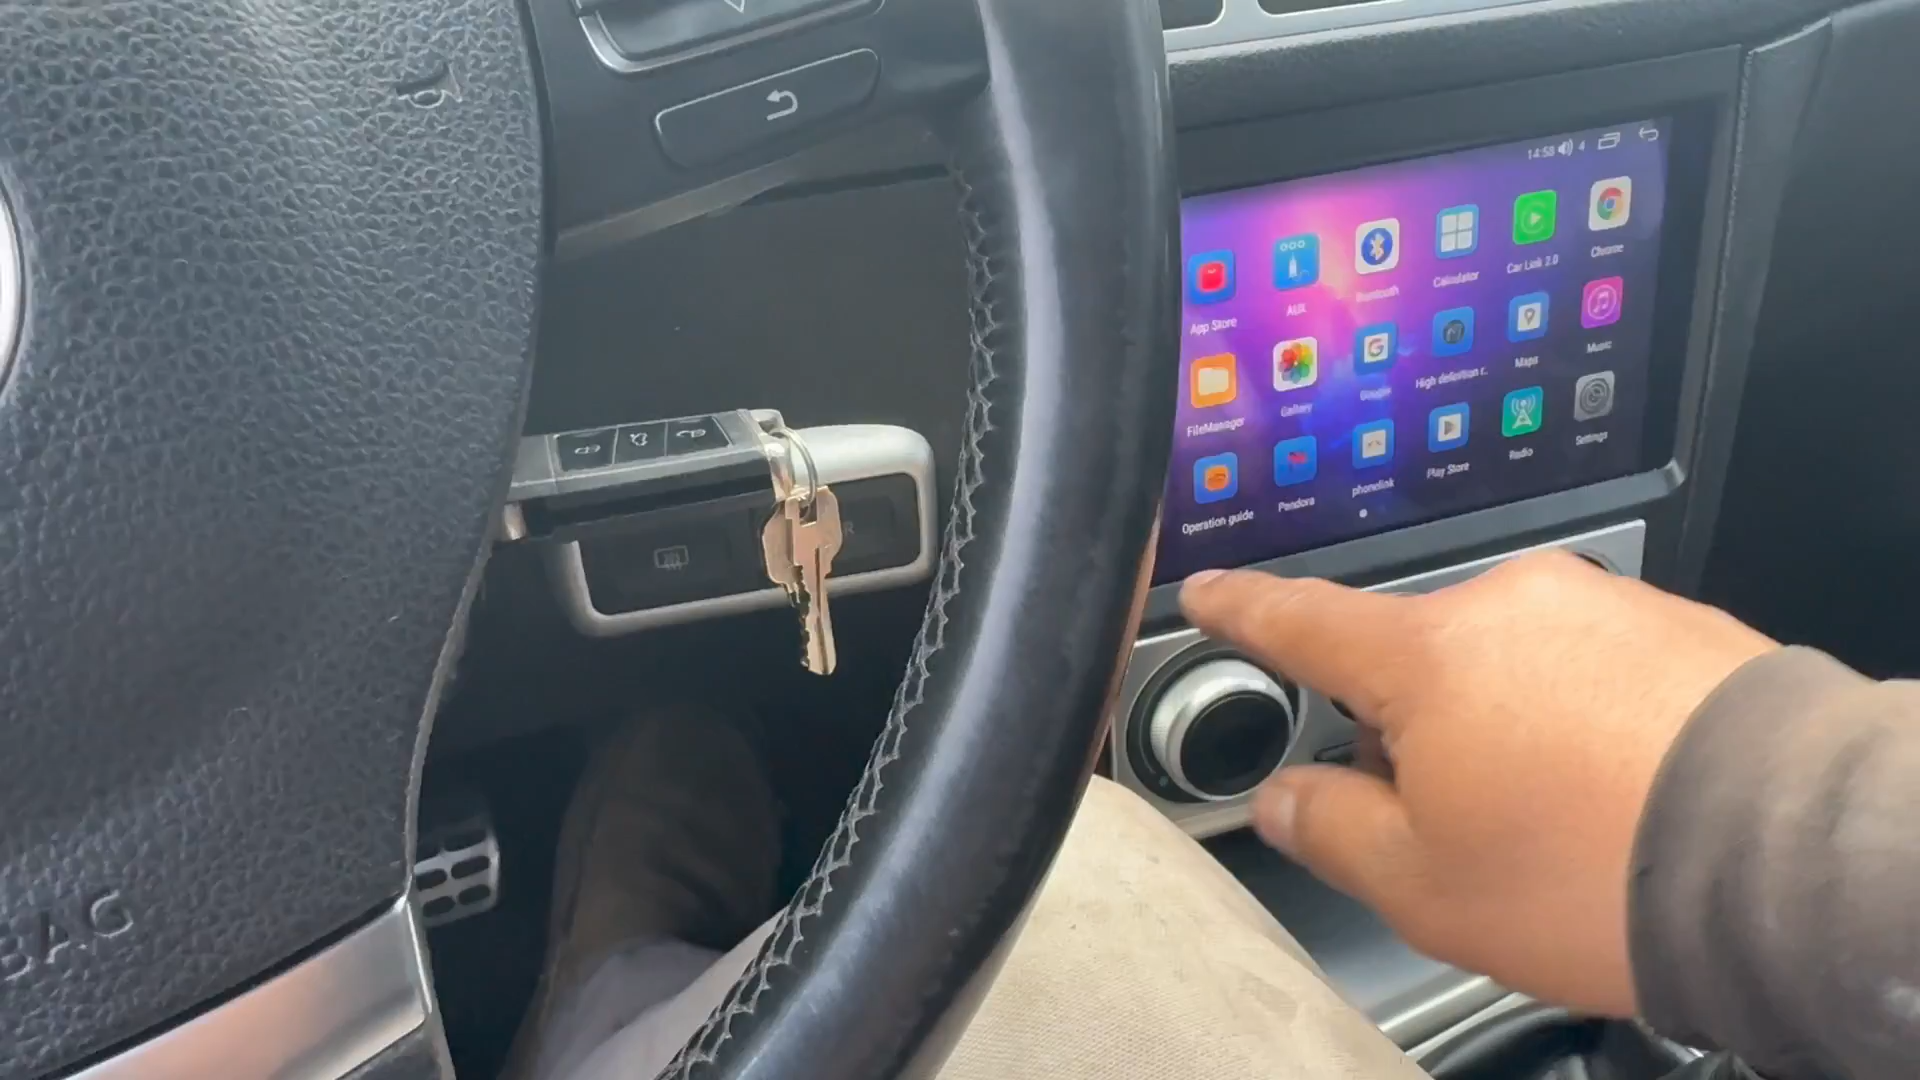 14:58 4
App Store
AUX
Bluetooth
Calculator
Car Link 2.0
Chrome
FileManager
Gallery
Google
High definition r..
Maps
Music
Operation guide
Pandora
phonelink
Play Store
Radio
Settings
BAG